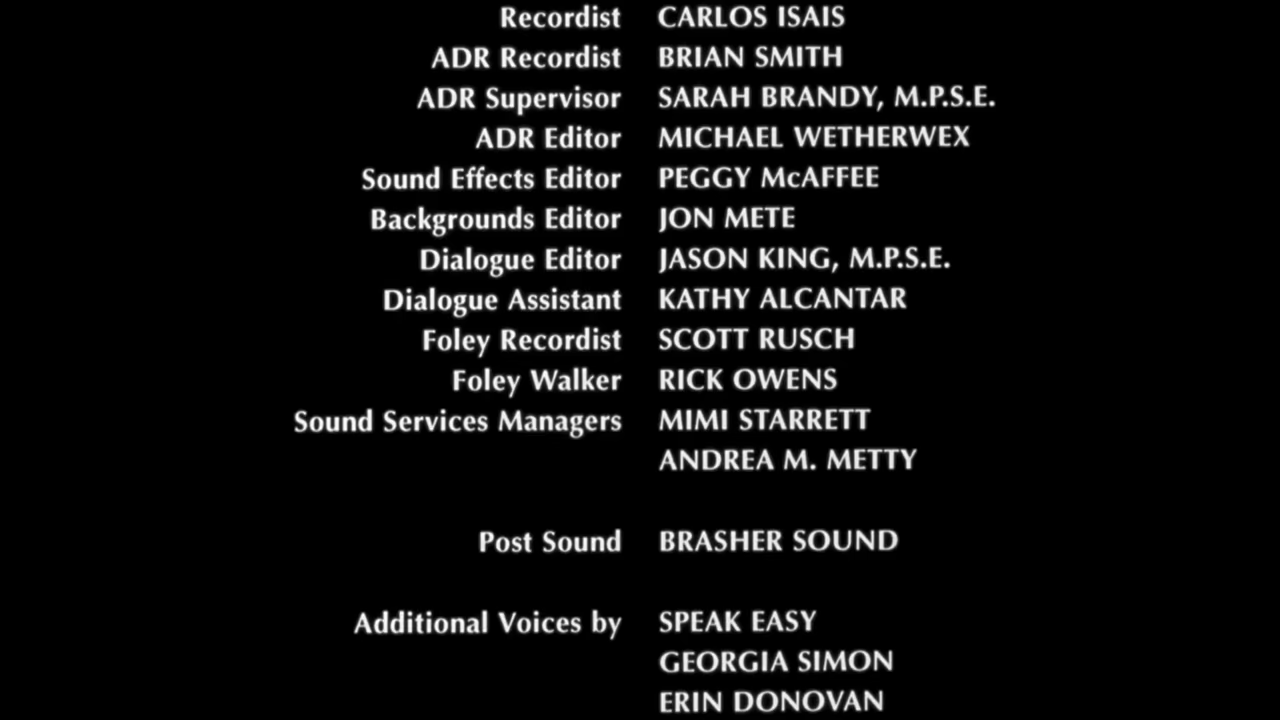 Recordist CARLOS ISAIS
ADR Recordist BRIAN SMITH
ADR Supervisor SARAH BRANDY, M.P.S.E.
ADR Editor MICHAEL WETHERWEX
Sound Effects Editor PEGGY McAFFEE
Backgrounds Editor JON METE
Dialogue Editor JASON KING, M.P.S.E.
Dialogue Assistant KATHY ALCANTAR
Foley Recordist SCOTT RUSCH
Foley Walker RICK OWENS
Sound Services Managers MIMI STARRETT
ANDREA M. METTY
Post Sound BRASHER SOUND
Additional Voices by SPEAK EASY
GEORGIA SIMON
ERIN DONOVAN